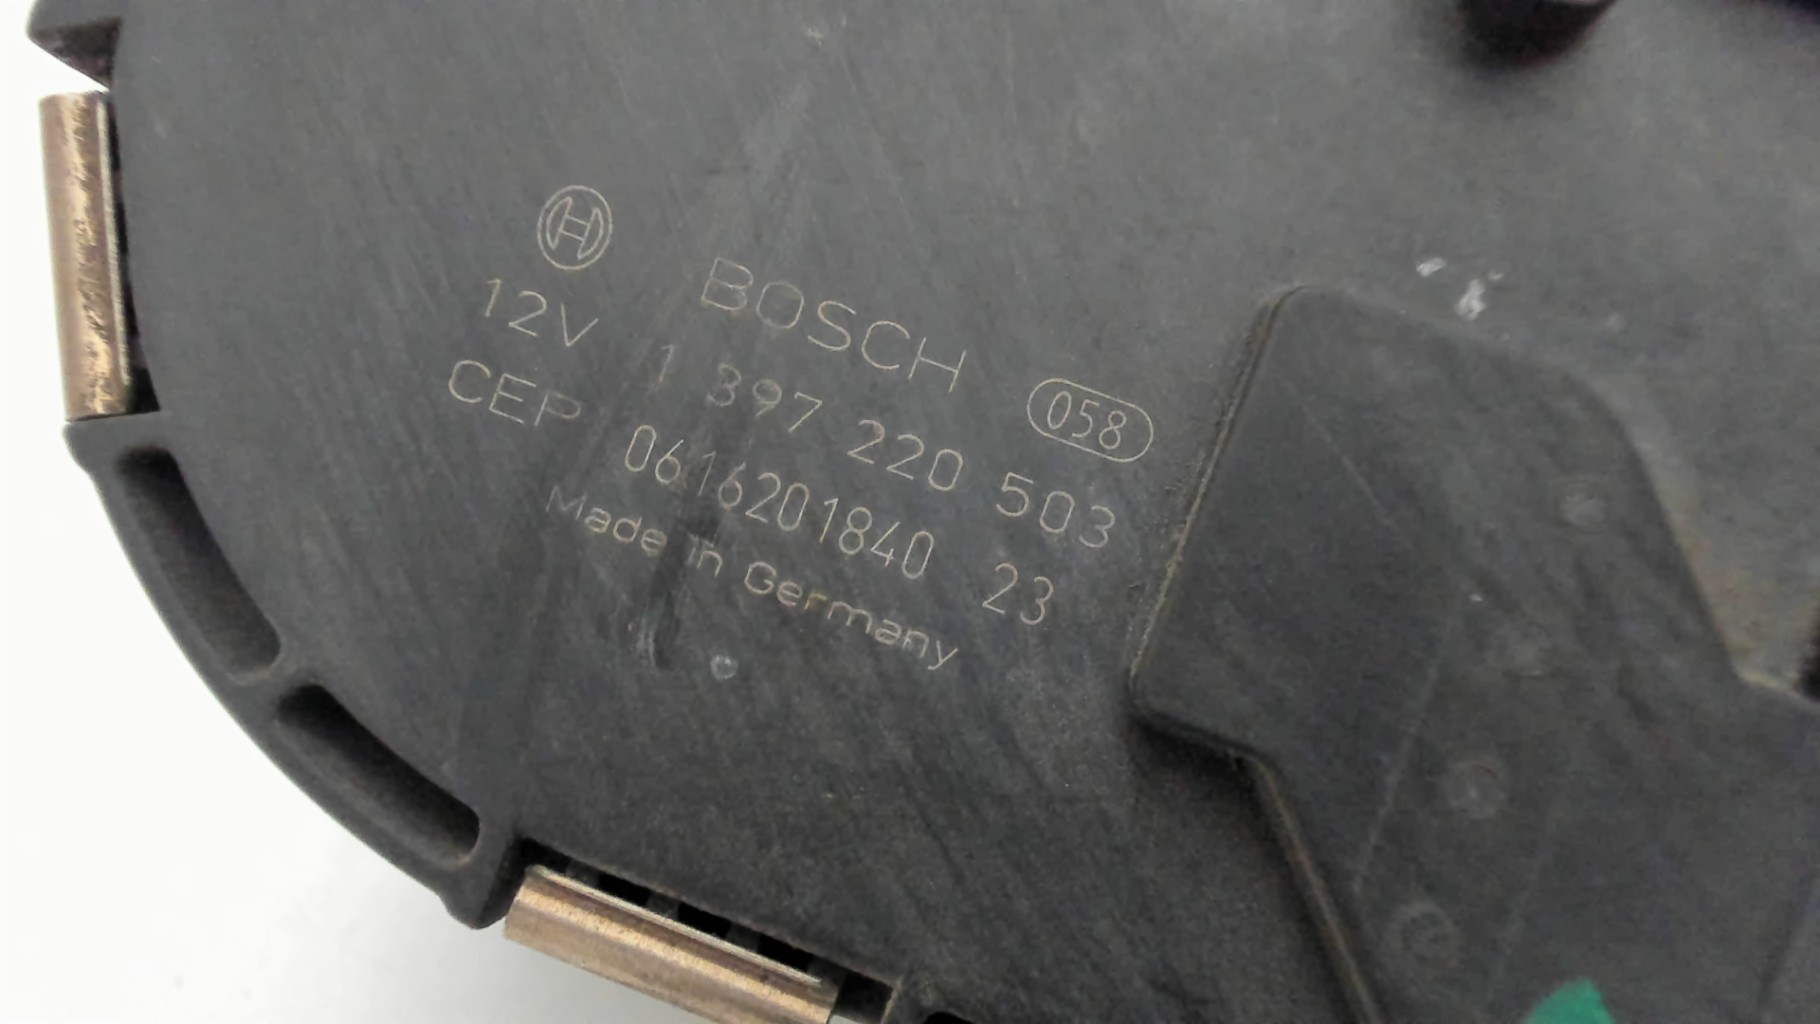 BOSCH 058
12V 1 397 220 503
CEP 0616201840 23
Made in Germany